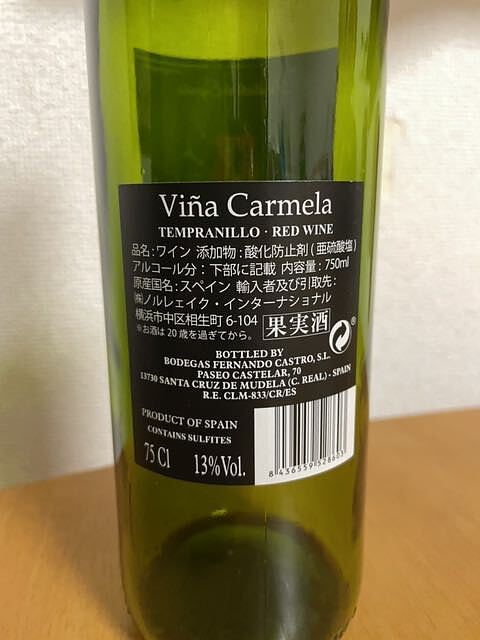 Viña Carmela
TEMPRANILLO · RED WINE
品名:ワイン 添加物:酸化防止剤(亜硫酸塩)
アルコール分:下部に記載 内容量:750ml
原産国名:スペイン 輸入者及び引取先:
㈱ノルレェイク・インターナショナル
横浜市中区相生町 6-104 果実酒
※お酒は20歳を過ぎてから。
®
BOTTLED BY
BODEGAS FERNANDO CASTRO, S.L.
PASEO CASTELAR, 70
13730 SANTA CRUZ DE MUDELA (C. REAL) - SPAIN
R.E. CLM-833/CR/ES
PRODUCT OF SPAIN
CONTAINS SULFITES
75 Cl 13% Vol.
8 436559 528603